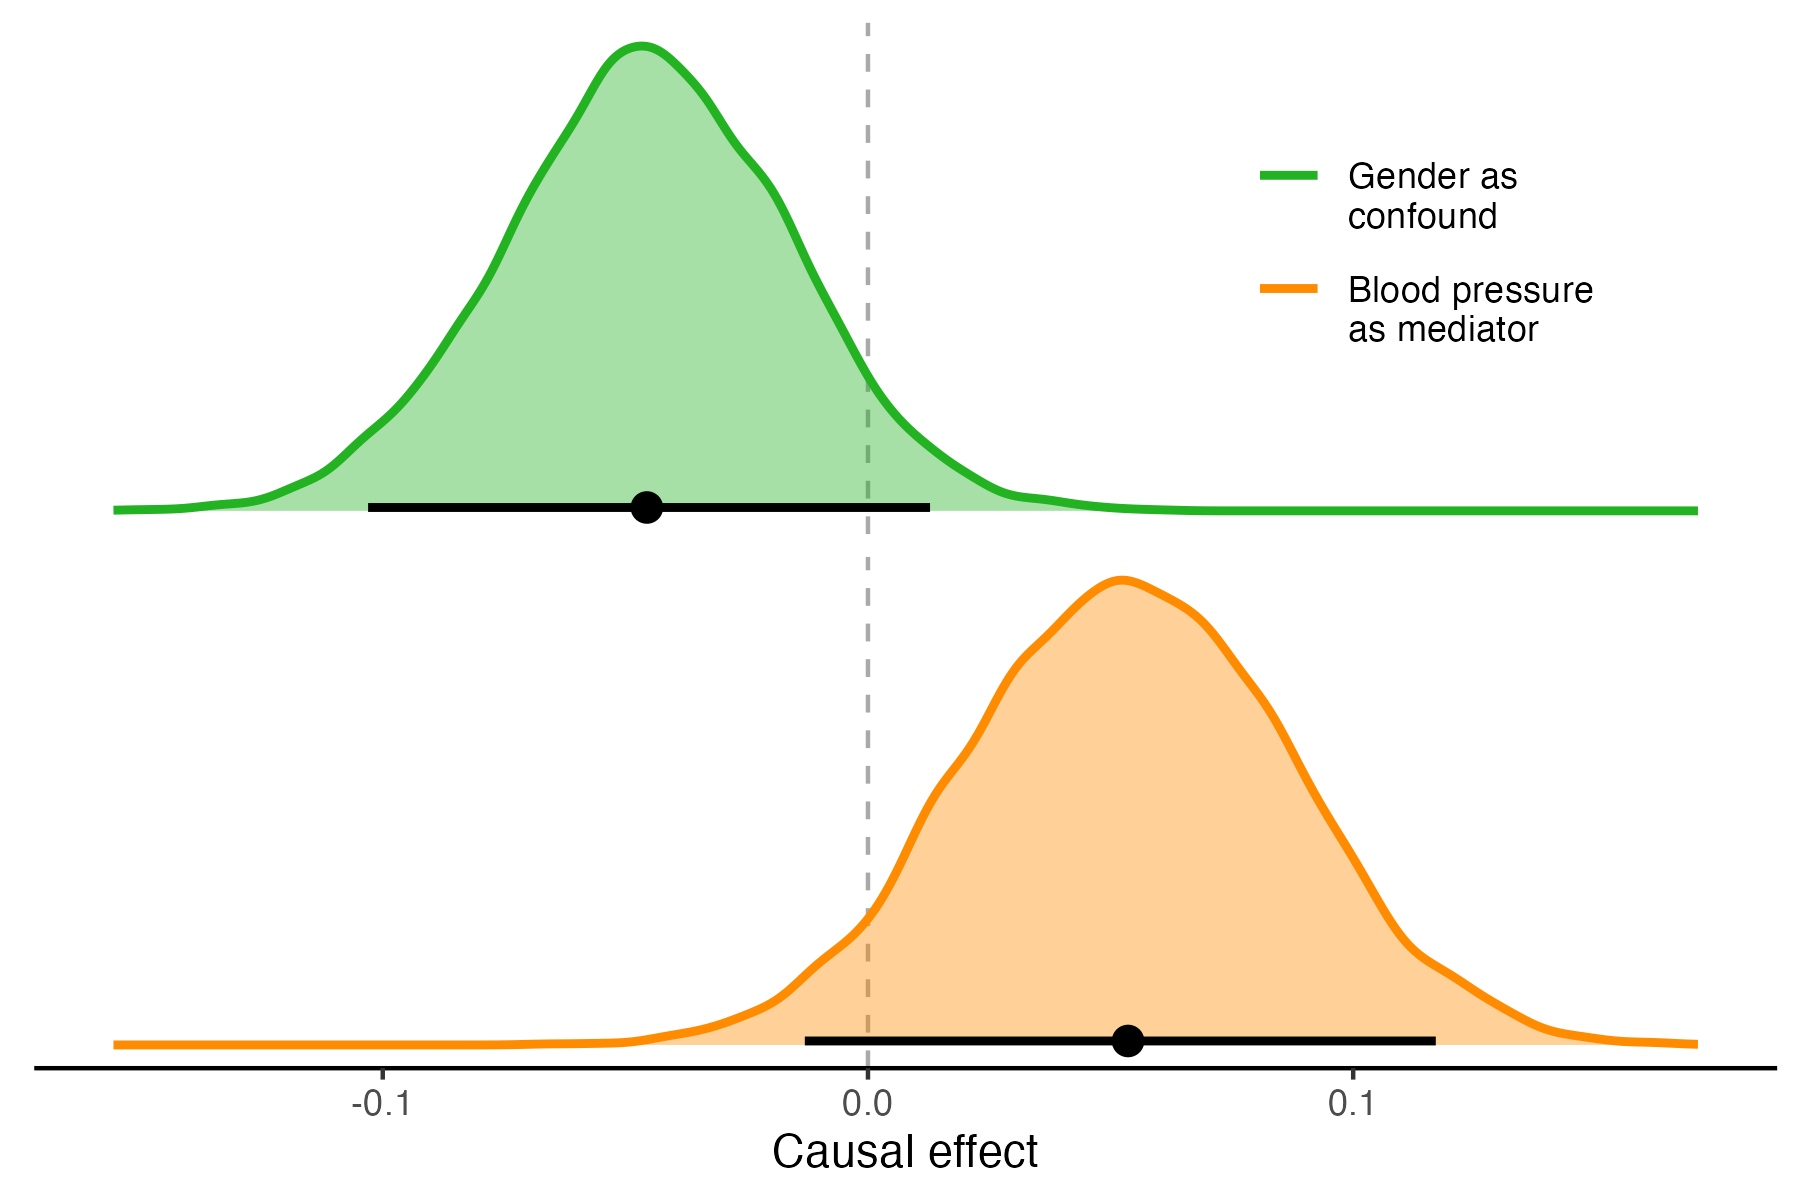 Gender as
confound
Blood pressure
as mediator
-0.1
0.0
0.1
Causal effect